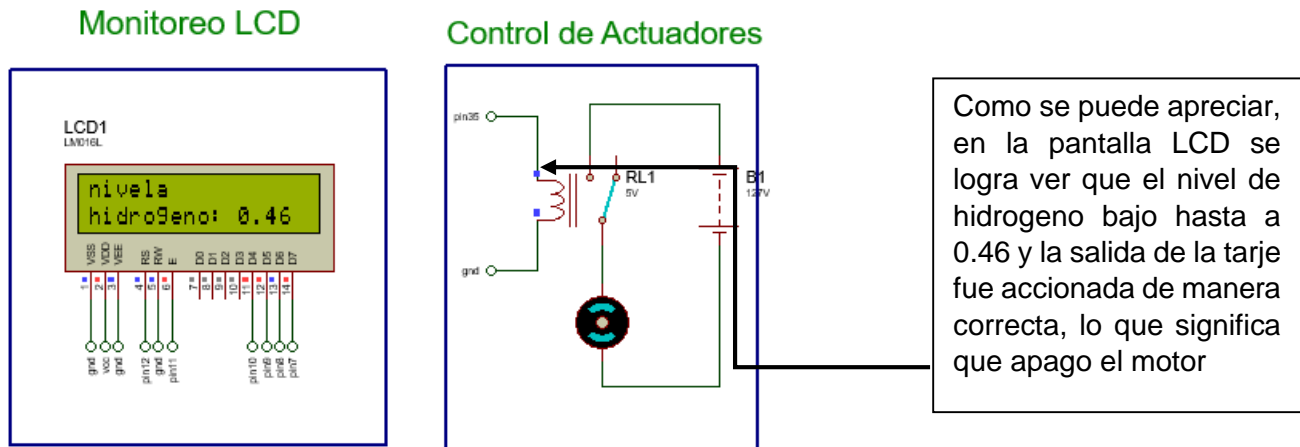 Monitoreo LCD
Control de Actuadores
LCD1
LM016L
nivela
hidrogeno: 0.46
VSS
VDD
VEE
RS
RW
E
D0
D1
D2
D3
D4
D5
D6
D7
1
2
3
4
5
6
7
8
9
10
11
12
13
14
gnd
vcc
gnd
pin12
gnd
pin11
pin10
pin9
pin8
pin7
pin35
gnd
RL1
5V
B1
127V
Como se puede apreciar,
en la pantalla LCD se
logra ver que el nivel de
hidrogeno bajo hasta a
0.46 y la salida de la tarje
fue accionada de manera
correcta, lo que significa
que apago el motor